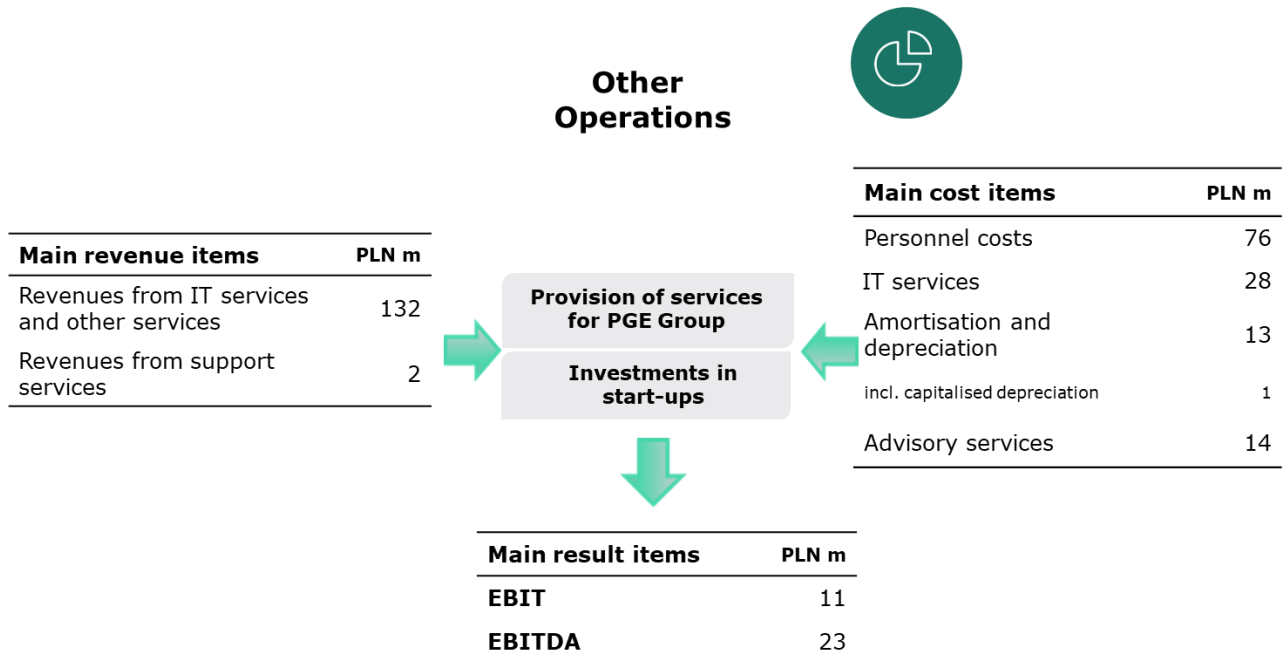 Other
Operations
Main revenue items PLN m
Revenues from IT services
and other services 132
Revenues from support
services 2
Provision of services
for PGE Group
Investments in
start-ups
Main cost items PLN m
Personnel costs 76
IT services 28
Amortisation and
depreciation 13
incl. capitalised depreciation 1
Advisory services 14
Main result items PLN m
EBIT 11
EBITDA 23